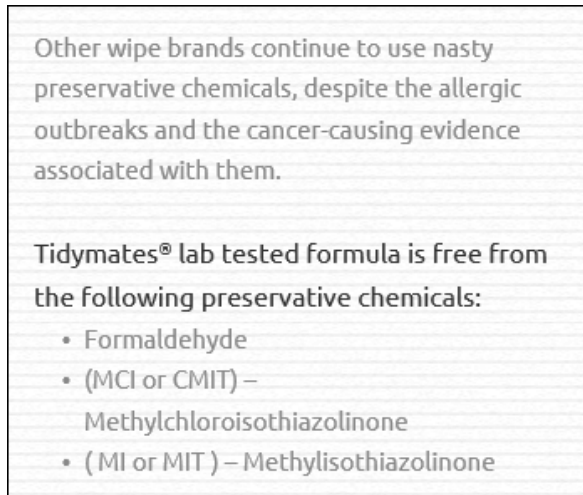 Other wipe brands continue to use nasty
preservative chemicals, despite the allergic
outbreaks and the cancer-causing evidence
associated with them.
Tidymates® lab tested formula is free from
the following preservative chemicals:
• Formaldehyde
• (MCI or CMIT) –
Methylchloroisothiazolinone
• ( MI or MIT ) – Methylisothiazolinone